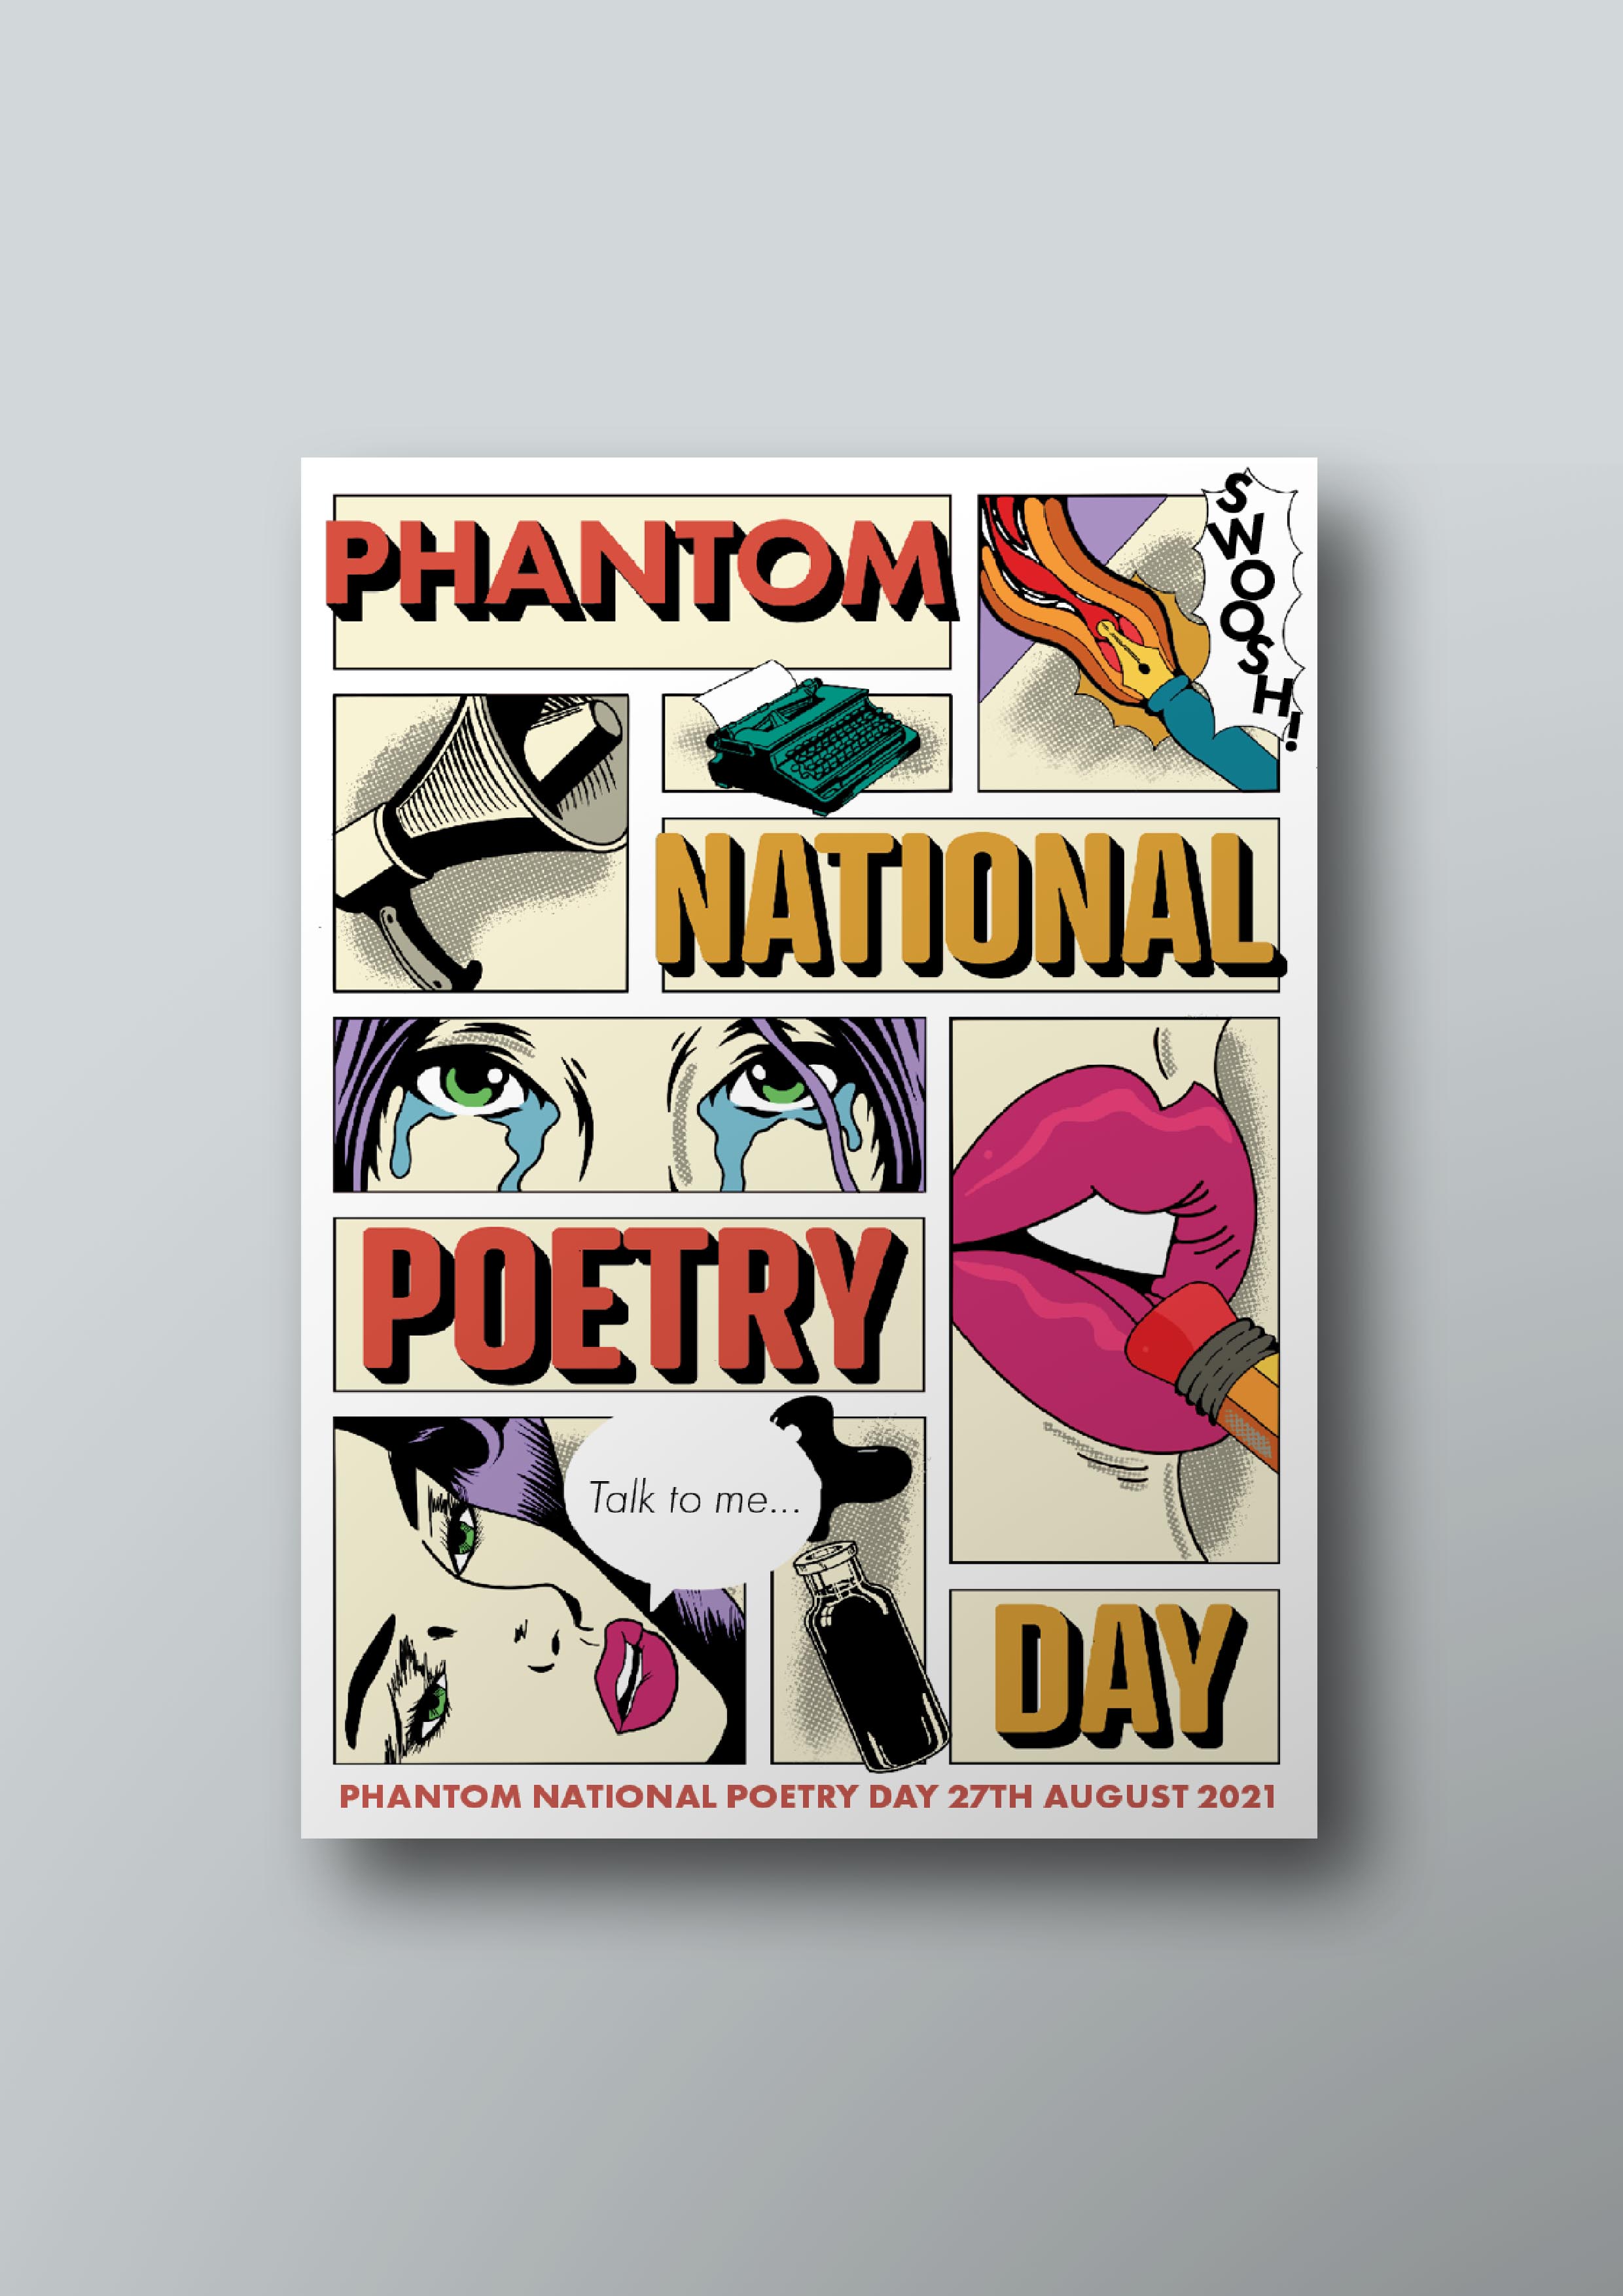 PHANTOM
SWOOSH!
NATIONAL
POETRY
Talk to me...
DAY
PHANTOM NATIONAL POETRY DAY 27TH AUGUST 2021